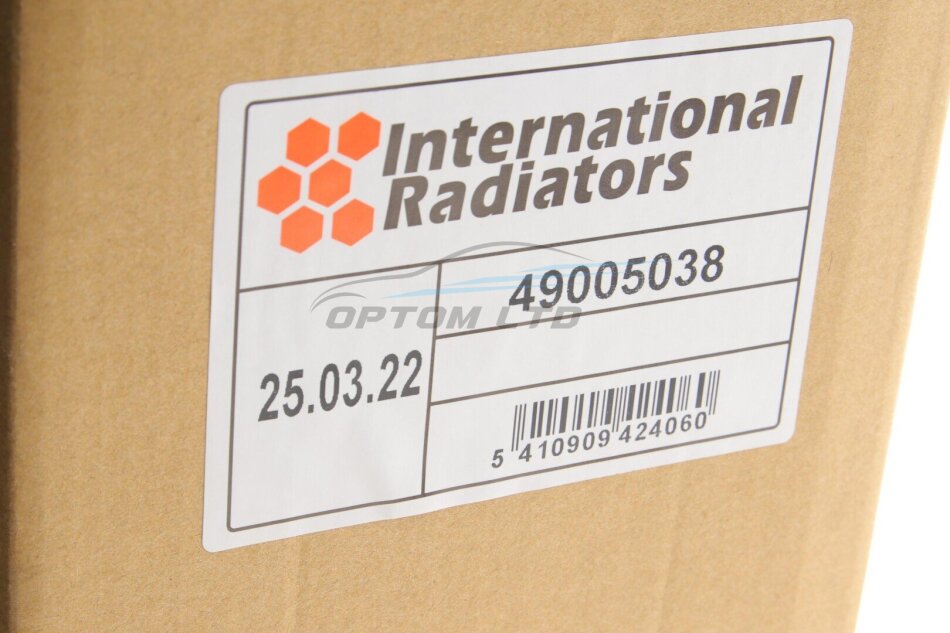 International
Radiators
49005038
OPTOM LTD
25.03.22
5 410909 424060